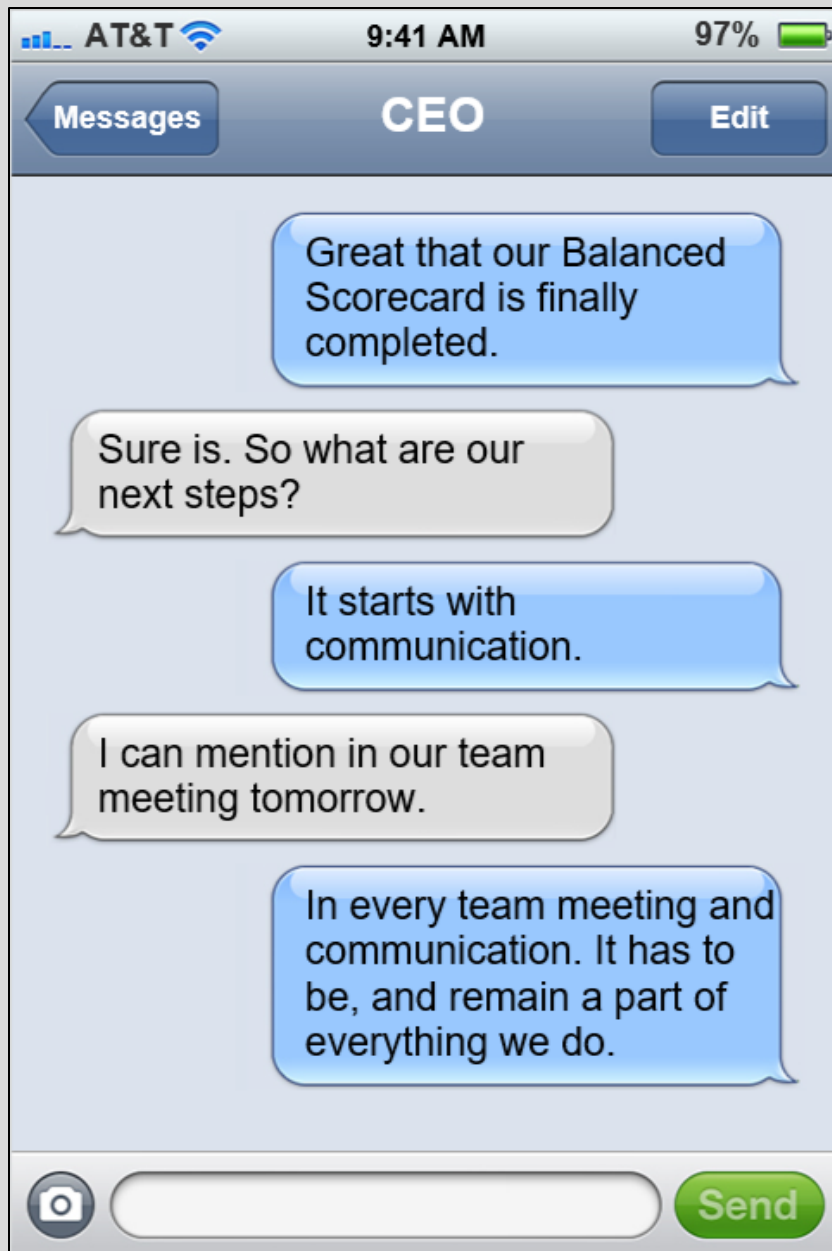 AT&T 9:41 AM 97%
Messages CEO Edit
Great that our Balanced
Scorecard is finally
completed.
Sure is. So what are our
next steps?
It starts with
communication.
I can mention in our team
meeting tomorrow.
In every team meeting and
communication. It has to
be, and remain a part of
everything we do.
Send